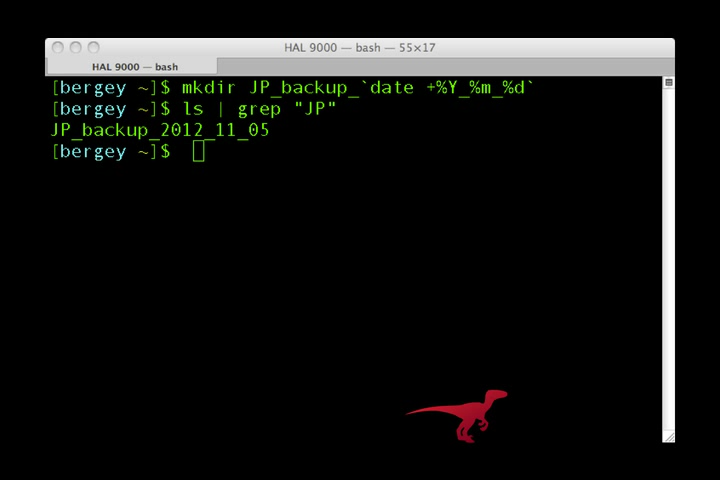 HAL 9000 — bash — 55×17
HAL 9000 — bash
[bergey ~]$ mkdir JP_backup_`date +%Y_%m_%d`
[bergey ~]$ ls | grep "JP"
JP_backup_2012_11_05
[bergey ~]$